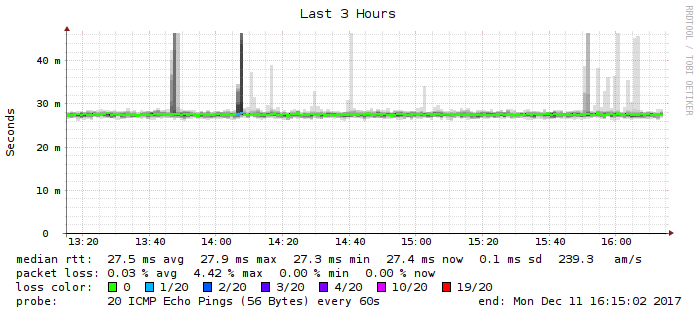 Last 3 Hours
RRDTOOL / TOBI OETIKER
Seconds
40 m
30 m
20 m
10 m
0
13:20 13:40 14:00 14:20 14:40 15:00 15:20 15:40 16:00
median rtt: 27.5 ms avg 27.9 ms max 27.3 ms min 27.4 ms now 0.1 ms sd 239.3 am/s
packet loss: 0.03 % avg 4.42 % max 0.00 % min 0.00 % now
loss color: 0 1/20 2/20 3/20 4/20 10/20 19/20
probe: 20 ICMP Echo Pings (56 Bytes) every 60s end: Mon Dec 11 16:15:02 2017